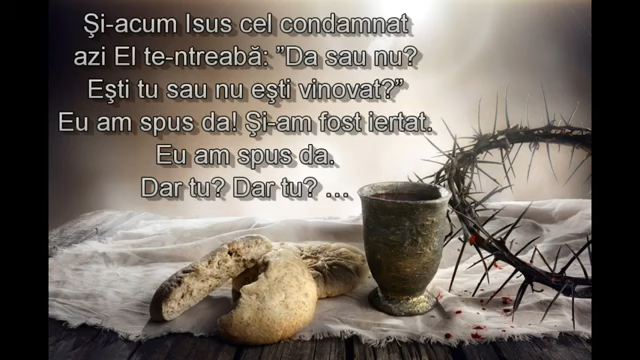 Şi-acum Isus cel condamnat
azi El te-ntreabă: ”Da sau nu?
Eşti tu sau nu eşti vinovat?”
Eu am spus da! Şi-am fost iertat.
Eu am spus da.
Dar tu? Dar tu? ...